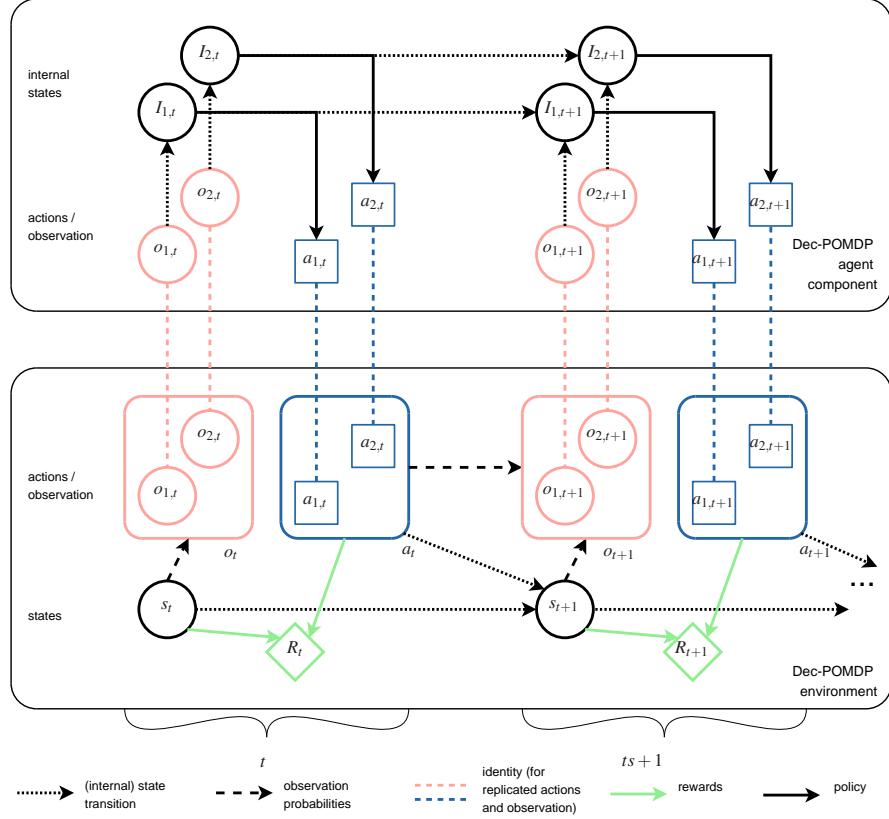 I2,t
I2,t+1
internal
states
I1,t
I1,t+1
o2,t
a2,t
o2,t+1
a2,t+1
actions /
observation
o1,t
a1,t
o1,t+1
a1,t+1
Dec-POMDP
agent
component
o2,t
a2,t
o2,t+1
a2,t+1
actions /
observation
o1,t
a1,t
o1,t+1
a1,t+1
ot
at
ot+1
at+1
...
states
st
st+1
Rt
Rt+1
Dec-POMDP
environment
t
ts + 1
(internal) state
transition
observation
probabilities
identity (for
replicated actions
and observation)
rewards
policy